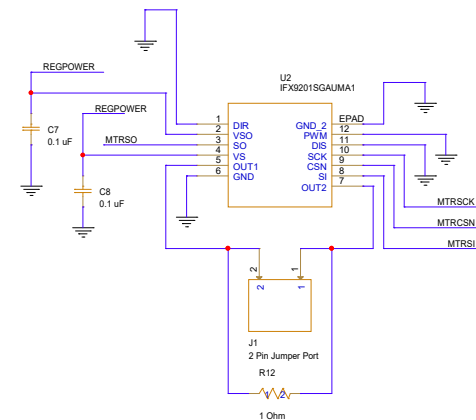 U2
IFX9201SGAUMA1
REGPOWER
C7
0.1 uF
REGPOWER
MTRSO
C8
0.1 uF
1 DIR
2 VSO
3 SO
4 VS
5 OUT1
6 GND
EPAD GND_2
12 PWM
11 DIS
10 SCK
9 CSN
8 SI
7 OUT2
MTRSCK
MTRCSN
MTRSI
2 1
2 1
J1
2 Pin Jumper Port
R12
1 2
1 Ohm